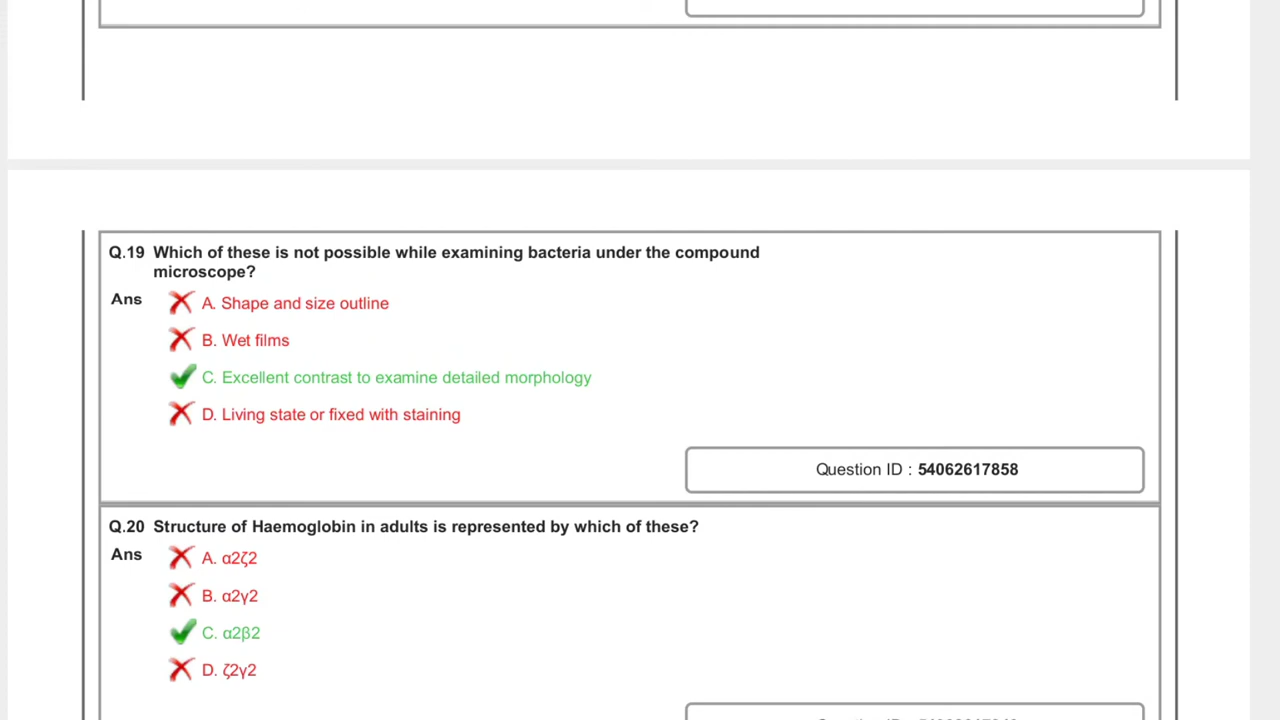 Q.19 Which of these is not possible while examining bacteria under the compound
microscope?
Ans A. Shape and size outline
B. Wet films
C. Excellent contrast to examine detailed morphology
D. Living state or fixed with staining
Question ID : 54062617858
Q.20 Structure of Haemoglobin in adults is represented by which of these?
Ans A. α2ζ2
B. α2γ2
C. α2β2
D. ζ2γ2